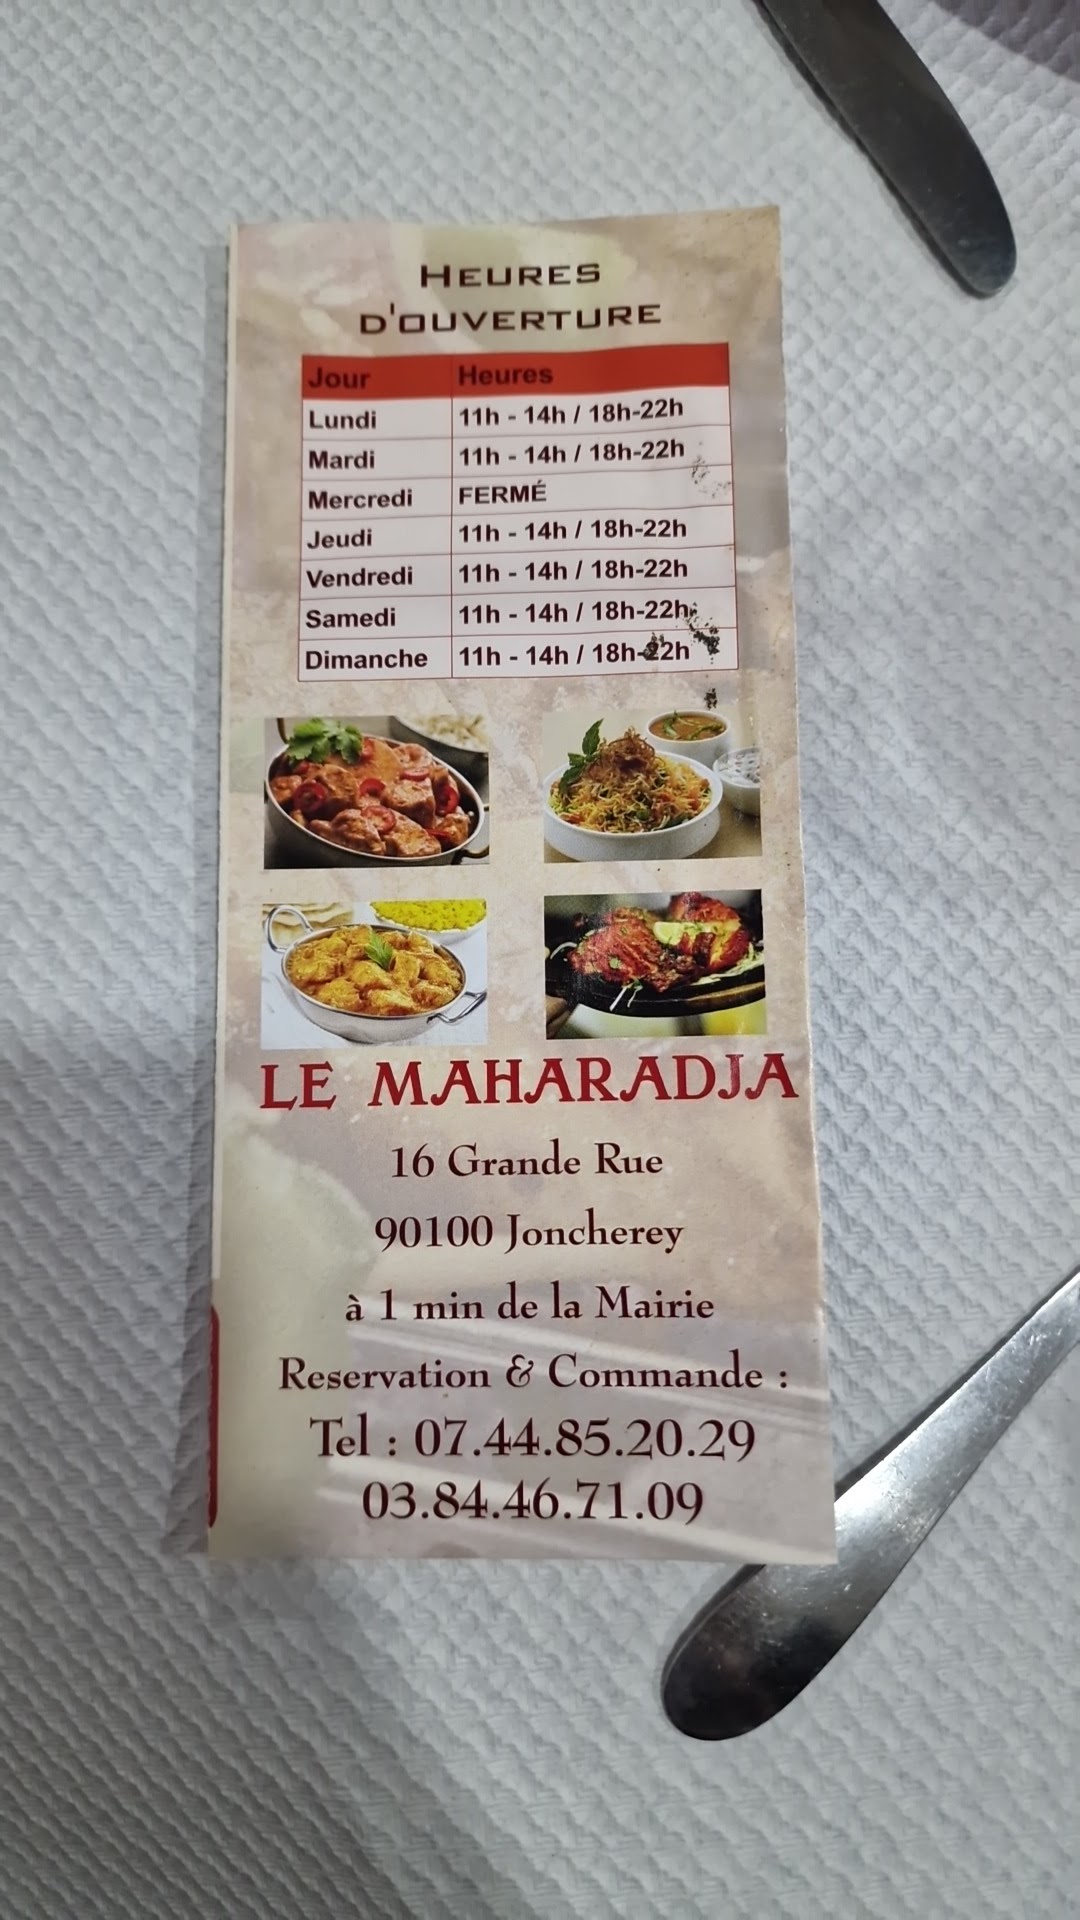 HEURES
D'OUVERTURE
Jour Heures
Lundi 11h - 14h / 18h-22h
Mardi 11h - 14h / 18h-22h
Mercredi FERMÉ
Jeudi 11h - 14h / 18h-22h
Vendredi 11h - 14h / 18h-22h
Samedi 11h - 14h / 18h-22h
Dimanche 11h - 14h / 18h-22h
LE MAHARADJA
16 Grande Rue
90100 Joncherey
à 1 min de la Mairie
Reservation & Commande :
Tel : 07.44.85.20.29
03.84.46.71.09